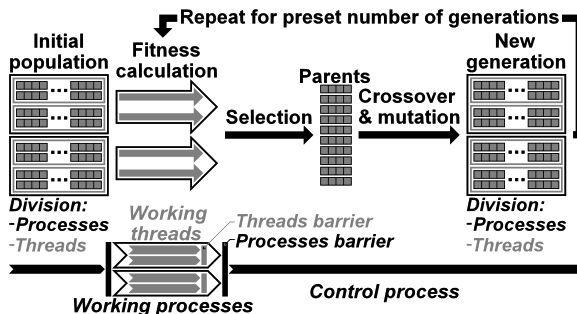 Repeat for preset number of generations
Initial
population
Fitness
calculation
Selection
Parents
Crossover
& mutation
New
generation
Division:
-Processes
-Threads
Working
threads
Threads barrier
Processes barrier
Division:
-Processes
-Threads
Working processes
Control process